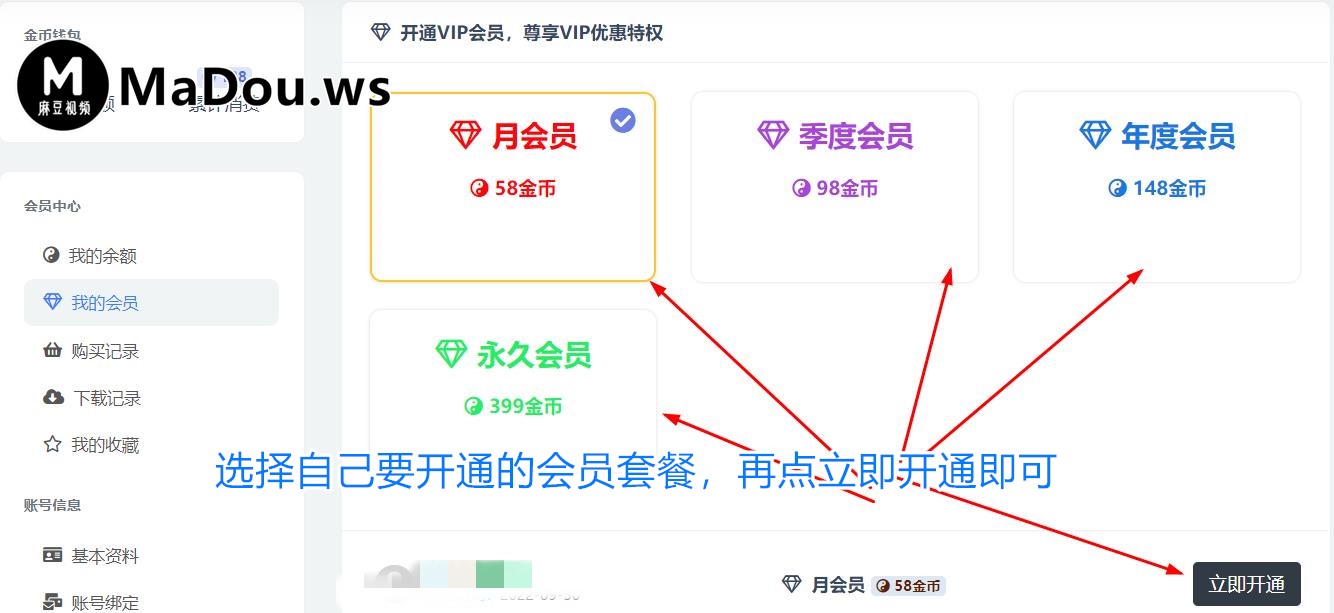 金币钱包
开通VIP会员，尊享VIP优惠特权
MaDou.ws
麻豆视频
累计消费
月会员
58金币
季度会员
98金币
年度会员
148金币
会员中心
我的余额
我的会员
购买记录
下载记录
我的收藏
永久会员
399金币
选择自己要开通的会员套餐，再点立即开通即可
账号信息
基本资料
账号绑定
月会员 58金币
立即开通